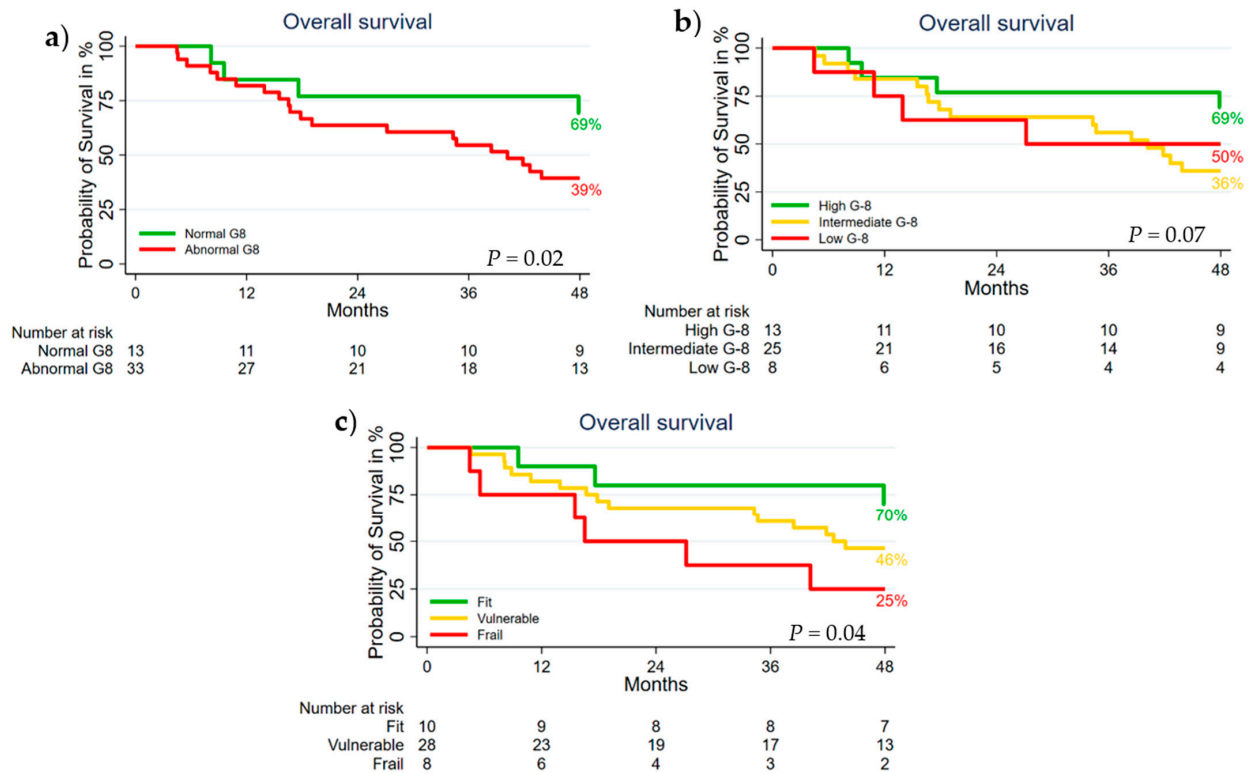 a)
Overall survival
Probability of Survival in %
100
75
50
25
0
69%
39%
Normal G8
Abnormal G8
P = 0.02
0 12 24 36 48
Months
Number at risk
Normal G8 13 11 10 10 9
Abnormal G8 33 27 21 18 13
b)
Overall survival
Probability of Survival in %
100
75
50
25
0
69%
50%
36%
High G-8
Intermediate G-8
Low G-8
P = 0.07
0 12 24 36 48
Months
Number at risk
High G-8 13 11 10 10 9
Intermediate G-8 25 21 16 14 9
Low G-8 8 6 5 4 4
c)
Overall survival
Probability of Survival in %
100
75
50
25
0
70%
46%
25%
Fit
Vulnerable
Frail
P = 0.04
0 12 24 36 48
Months
Number at risk
Fit 10 9 8 8 7
Vulnerable 28 23 19 17 13
Frail 8 6 4 3 2